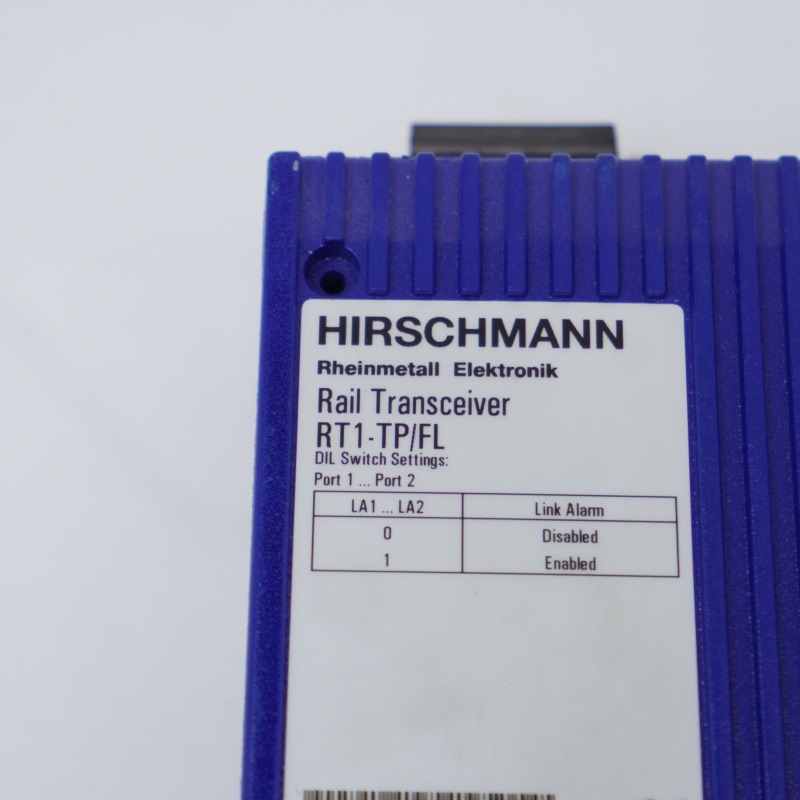 HIRSCHMANN
Rheinmetall Elektronik
Rail Transceiver
RT1-TP/FL
DIL Switch Settings:
Port 1 ... Port 2
LA1 ... LA2 Link Alarm
0 Disabled
1 Enabled